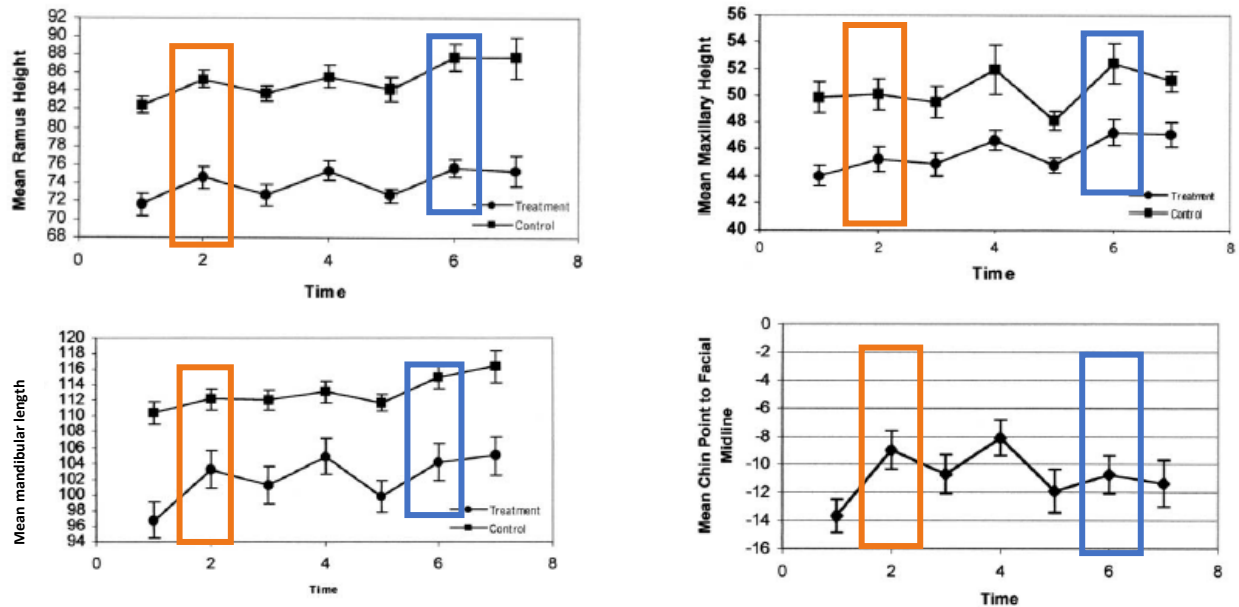 Mean Ramus Height
92
90
88
86
84
82
80
78
76
74
72
70
68
0 2 4 6 8
Time
Treatment
Control
Mean Maxillary Height
56
54
52
50
48
46
44
42
40
0 2 4 6 8
Time
Treatment
Control
Mean mandibular length
120
118
116
114
112
110
108
106
104
102
100
98
96
94
0 2 4 6 8
Time
Treatment
Control
Mean Chin Point to Facial
Midline
0
-2
-4
-6
-8
-10
-12
-14
-16
0 2 4 6 8
Time